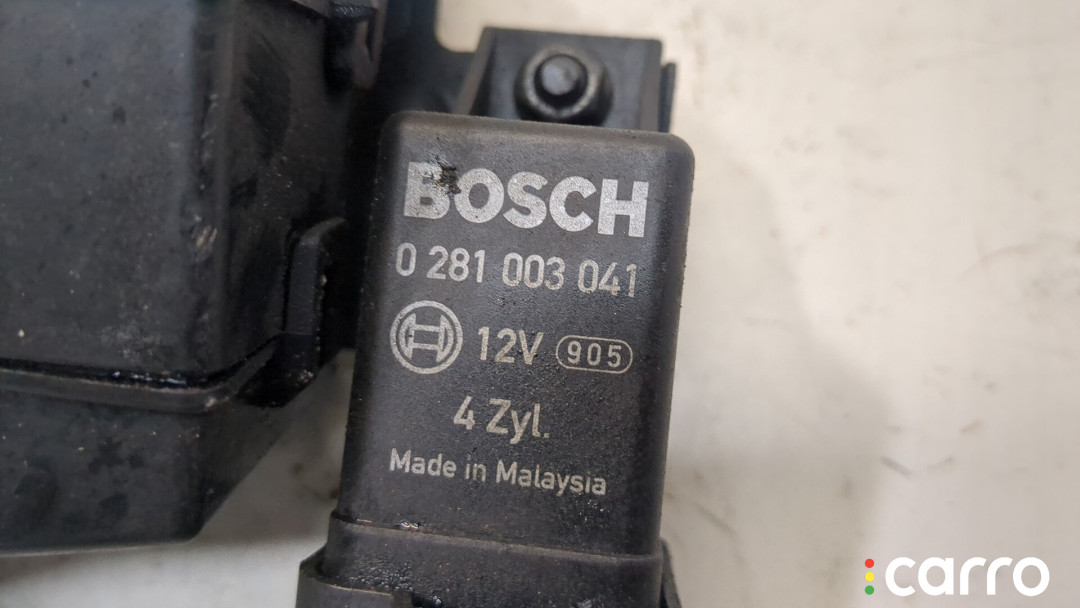 BOSCH
0 281 003 041
12V 905
4 Zyl.
Made in Malaysia
carro